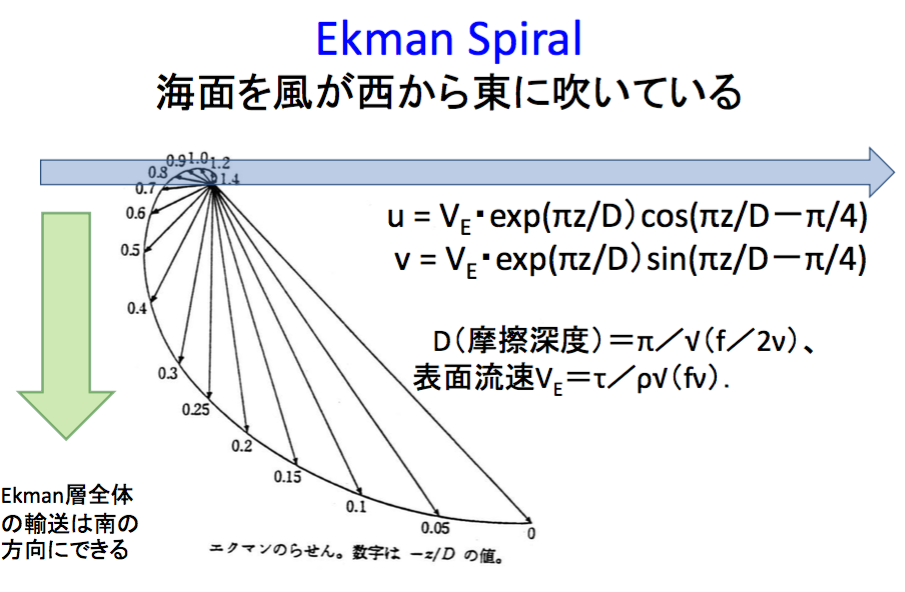 Ekman Spiral
海面を風が西から東に吹いている
0.9 1.0 1.2
0.8
1.4
0.7
0.6
0.5
0.4
0.3
0.25
0.2
0.15
0.1
0.05
0
u = VE・exp(πz/D)cos(πz/D－π/4)
v = VE・exp(πz/D)sin(πz/D－π/4)
D(摩擦深度)＝π／√(f／2ν)、
表面流速VE＝τ／ρ√(fν).
Ekman層全体
の輸送は南の
方向にできる
エクマンのらせん。数字は －z/D の値。